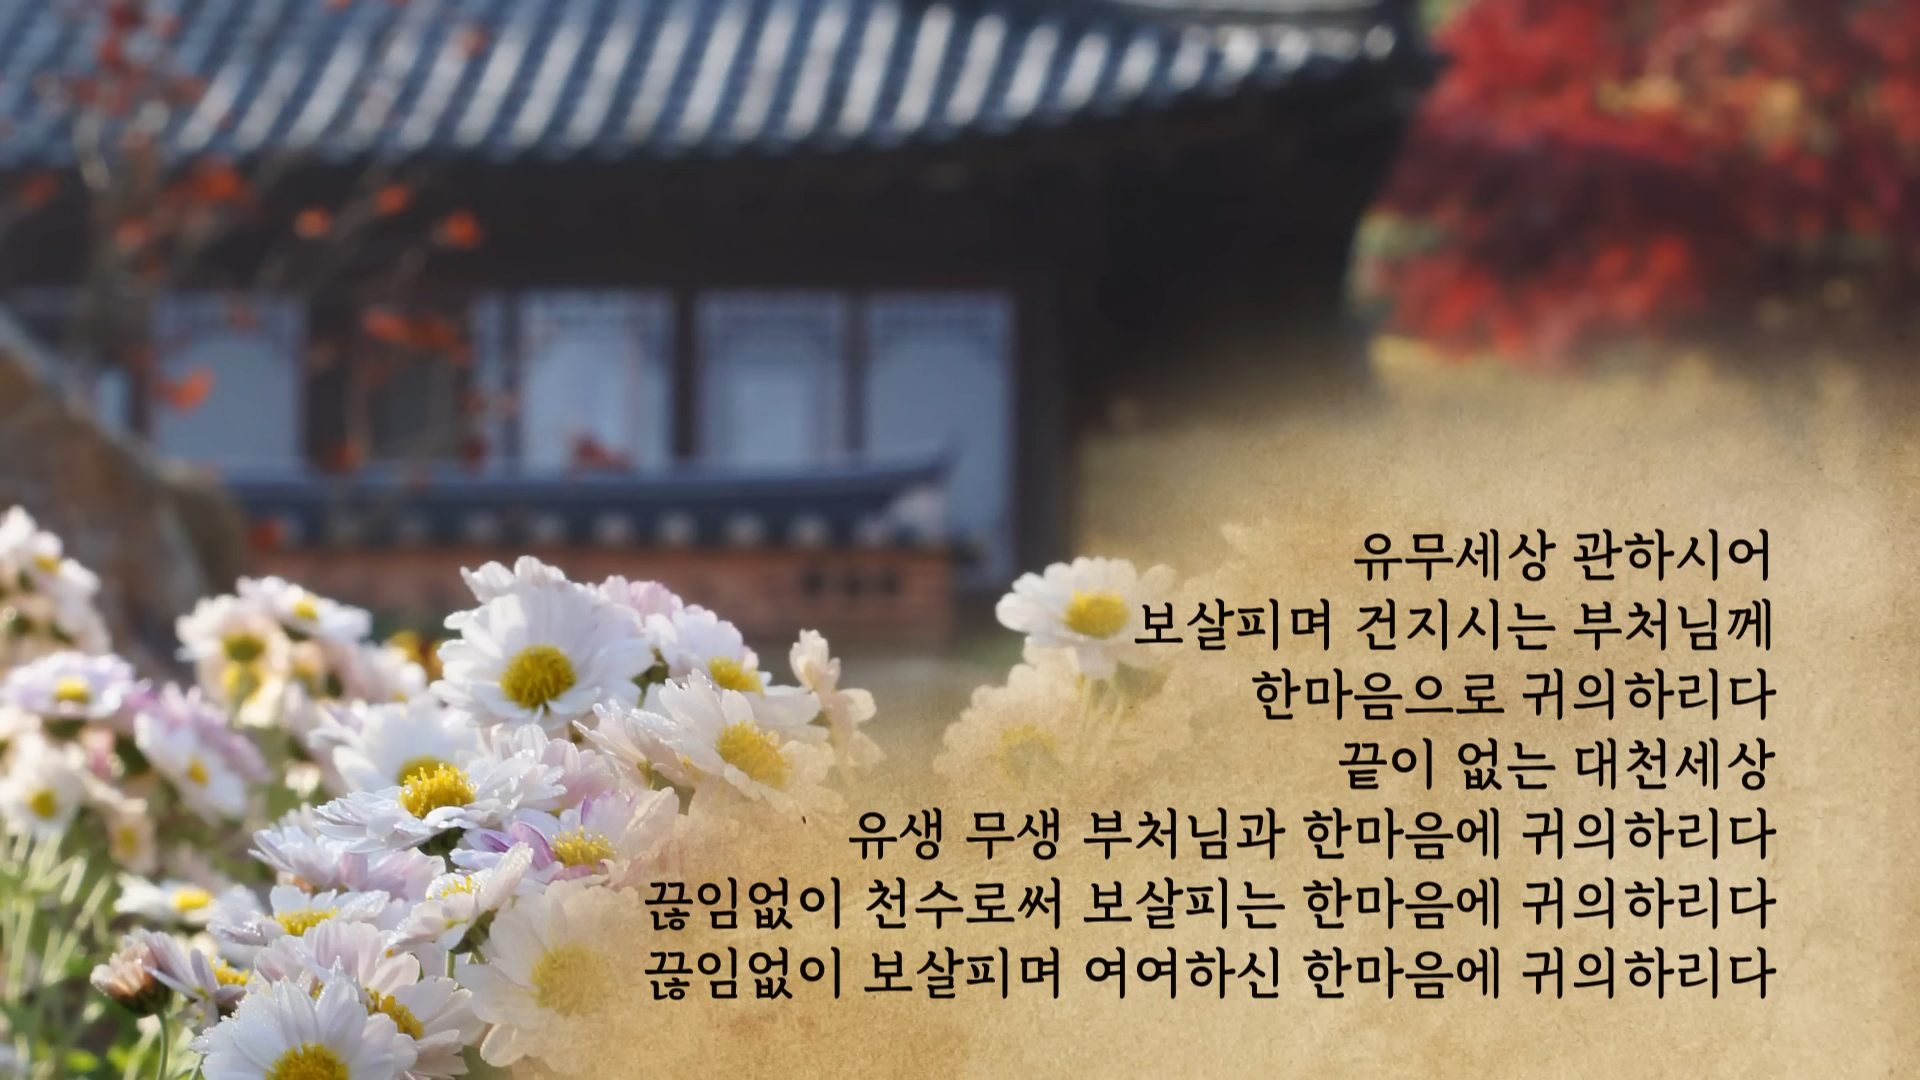 유무세상 관하시어
보살피며 건지시는 부처님께
한마음으로 귀의하리다
끝이 없는 대천세상
유생 무생 부처님과 한마음에 귀의하리다
끊임없이 천수로써 보살피는 한마음에 귀의하리다
끊임없이 보살피며 여여하신 한마음에 귀의하리다